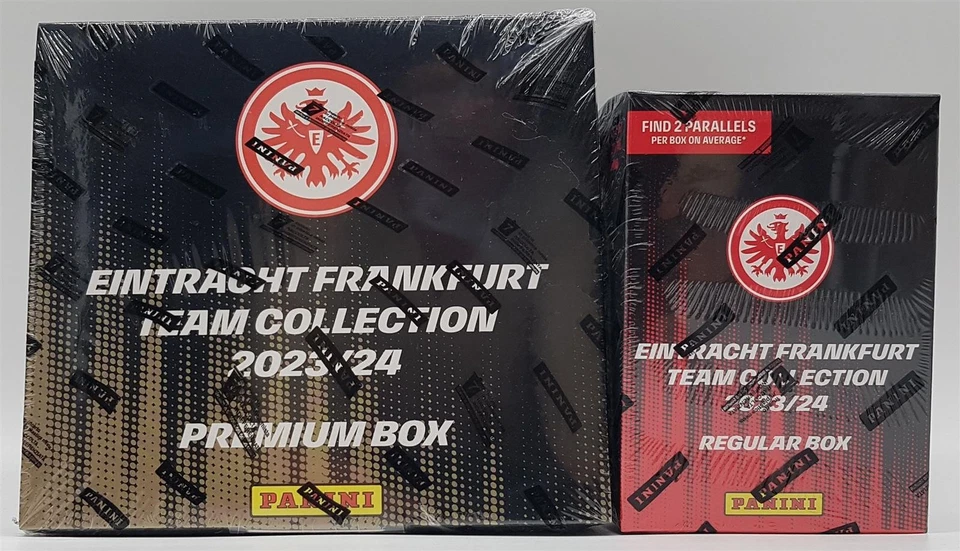 EINTRACHT FRANKFURT
TEAM COLLECTION
2023/24
PREMIUM BOX
PANINI
FIND 2 PARALLELS
PER BOX ON AVERAGE*
E
EINTRACHT FRANKFURT
TEAM COLLECTION
2023/24
REGULAR BOX
PANINI